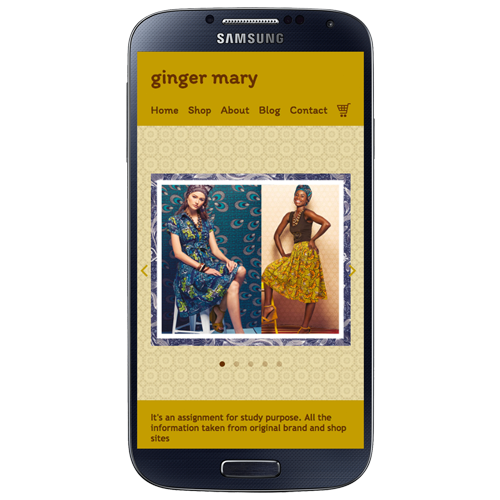 SAMSUNG
ginger mary
Home Shop About Blog Contact
It's an assignment for study purpose. All the
information taken from original brand and shop
sites